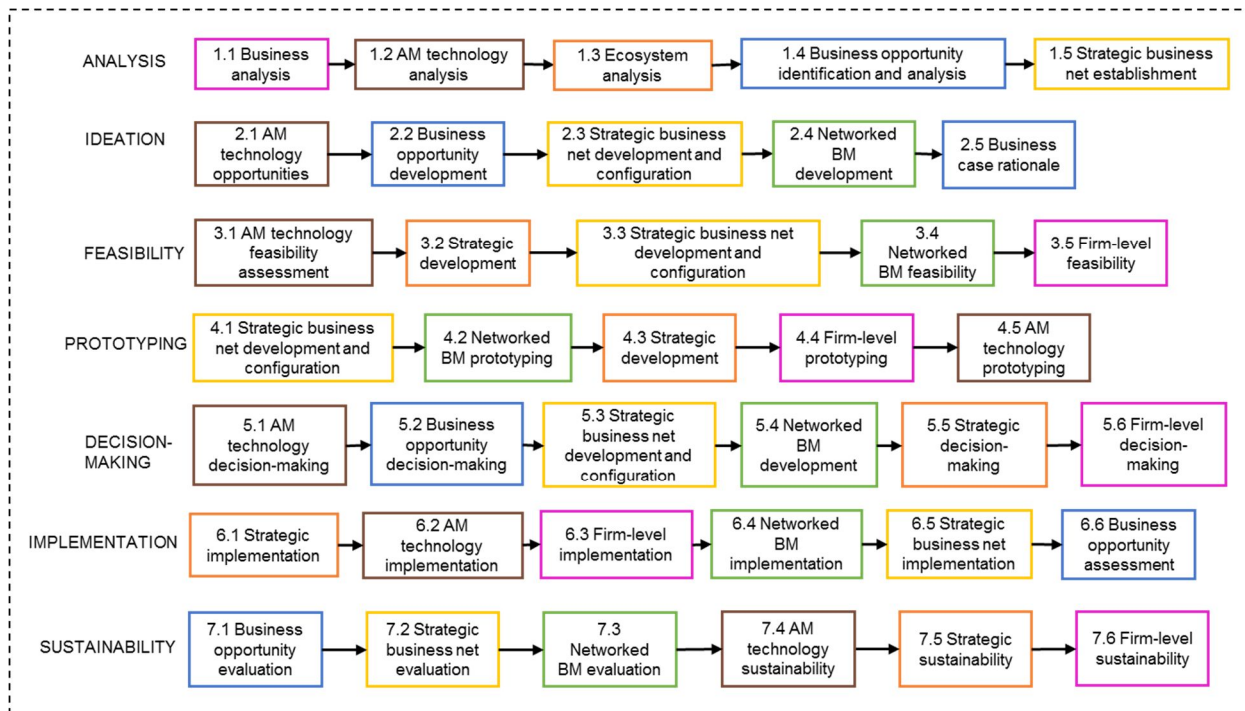 ANALYSIS
1.1 Business
analysis
1.2 AM technology
analysis
1.3 Ecosystem
analysis
1.4 Business opportunity
identification and analysis
1.5 Strategic business
net establishment
IDEATION
2.1 AM
technology
opportunities
2.2 Business
opportunity
development
2.3 Strategic business
net development and
configuration
2.4 Networked
BM
development
2.5 Business
case rationale
FEASIBILITY
3.1 AM technology
feasibility
assessment
3.2 Strategic
development
3.3 Strategic business net
development and
configuration
3.4
Networked
BM feasibility
3.5 Firm-level
feasibility
PROTOTYPING
4.1 Strategic business
net development and
configuration
4.2 Networked
BM prototyping
4.3 Strategic
development
4.4 Firm-level
prototyping
4.5 AM
technology
prototyping
DECISION-
MAKING
5.1 AM
technology
decision-making
5.2 Business
opportunity
decision-making
5.3 Strategic
business net
development and
configuration
5.4 Networked
BM
development
5.5 Strategic
decision-
making
5.6 Firm-level
decision-
making
IMPLEMENTATION
6.1 Strategic
implementation
6.2 AM
technology
implementation
6.3 Firm-level
implementation
6.4 Networked
BM
implementation
6.5 Strategic
business net
implementation
6.6 Business
opportunity
assessment
SUSTAINABILITY
7.1 Business
opportunity
evaluation
7.2 Strategic
business net
evaluation
7.3
Networked
BM evaluation
7.4 AM
technology
sustainability
7.5 Strategic
sustainability
7.6 Firm-level
sustainability